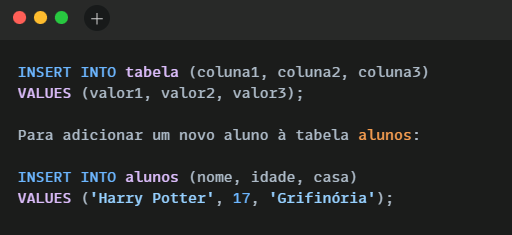 INSERT INTO tabela (coluna1, coluna2, coluna3)
VALUES (valor1, valor2, valor3);
Para adicionar um novo aluno à tabela alunos:
INSERT INTO alunos (nome, idade, casa)
VALUES ('Harry Potter', 17, 'Grifinória');